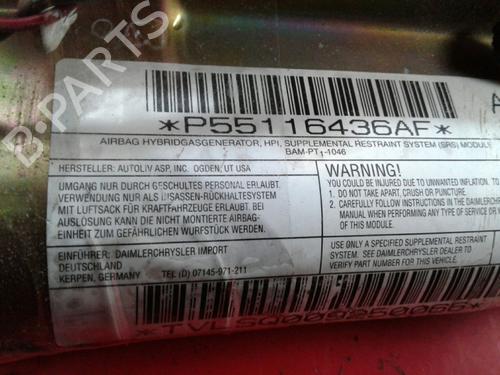 B-PARTS
*P55116436AF*
A
AIRBAG HYBRIDGASGENERATOR, HPI, SUPPLEMENTAL RESTRAINT SYSTEM (SRS) MODULE
BAM-PT1-1046
HERSTELLER: AUTOLIV ASP, INC. OGDEN, UT USA
UMGANG NUR DURCH GESCHULTES PERSONAL ERLAUBT.
VERWENDUNG NUR ALS INSASSEN-RÜCKHALTESYSTEM
MIT LUFTSACK FÜR KRAFTFAHRZEUGE ERLAUBT. BEI
AUSLÖSUNG KANN DIE NICHT MONTIERTE AIRBAG-
EINHEIT ZUM GEFÄHRLICHEN WURFSTÜCK WERDEN.
EINFÜHRER: DAIMLERCHRYSLER IMPORT
DEUTSCHLAND
KERPEN, GERMANY TEL (D) 07145-971-211
WARNING!
YOU COULD BE INJURED DUE TO UNWANTED INFLATION. TO
1. DO NOT TAKE APART, CRUSH OR PUNCTURE.
2. CAREFULLY FOLLOW INSTRUCTIONS IN THE DAIMLERCH
MANUAL WHEN PERFORMING ANY TYPE OF SERVICE
OF THIS MODULE.
USE ONLY A SPECIFIED SUPPLEMENTAL RESTRAINT
SYSTEM. SEE DAIMLERCHRYSLER DEALER TO
VERIFY PART NUMBER FOR THIS VEHICLE.